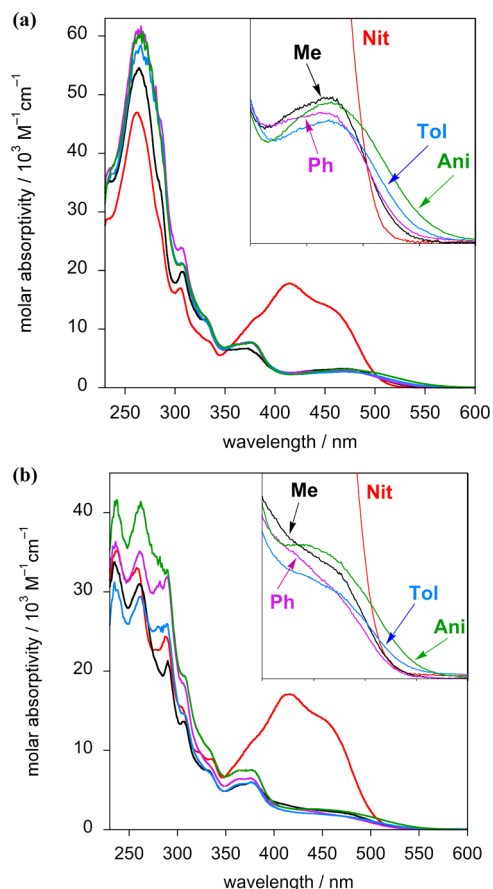 (a)
60
50
40
30
20
10
0
molar absorptivity / 10³ M⁻¹cm⁻¹
Me
Nit
Ph
Tol
Ani
250 300 350 400 450 500 550 600
wavelength / nm
(b)
40
30
20
10
0
molar absorptivity / 10³ M⁻¹cm⁻¹
Me
Nit
Ph
Tol
Ani
250 300 350 400 450 500 550 600
wavelength / nm